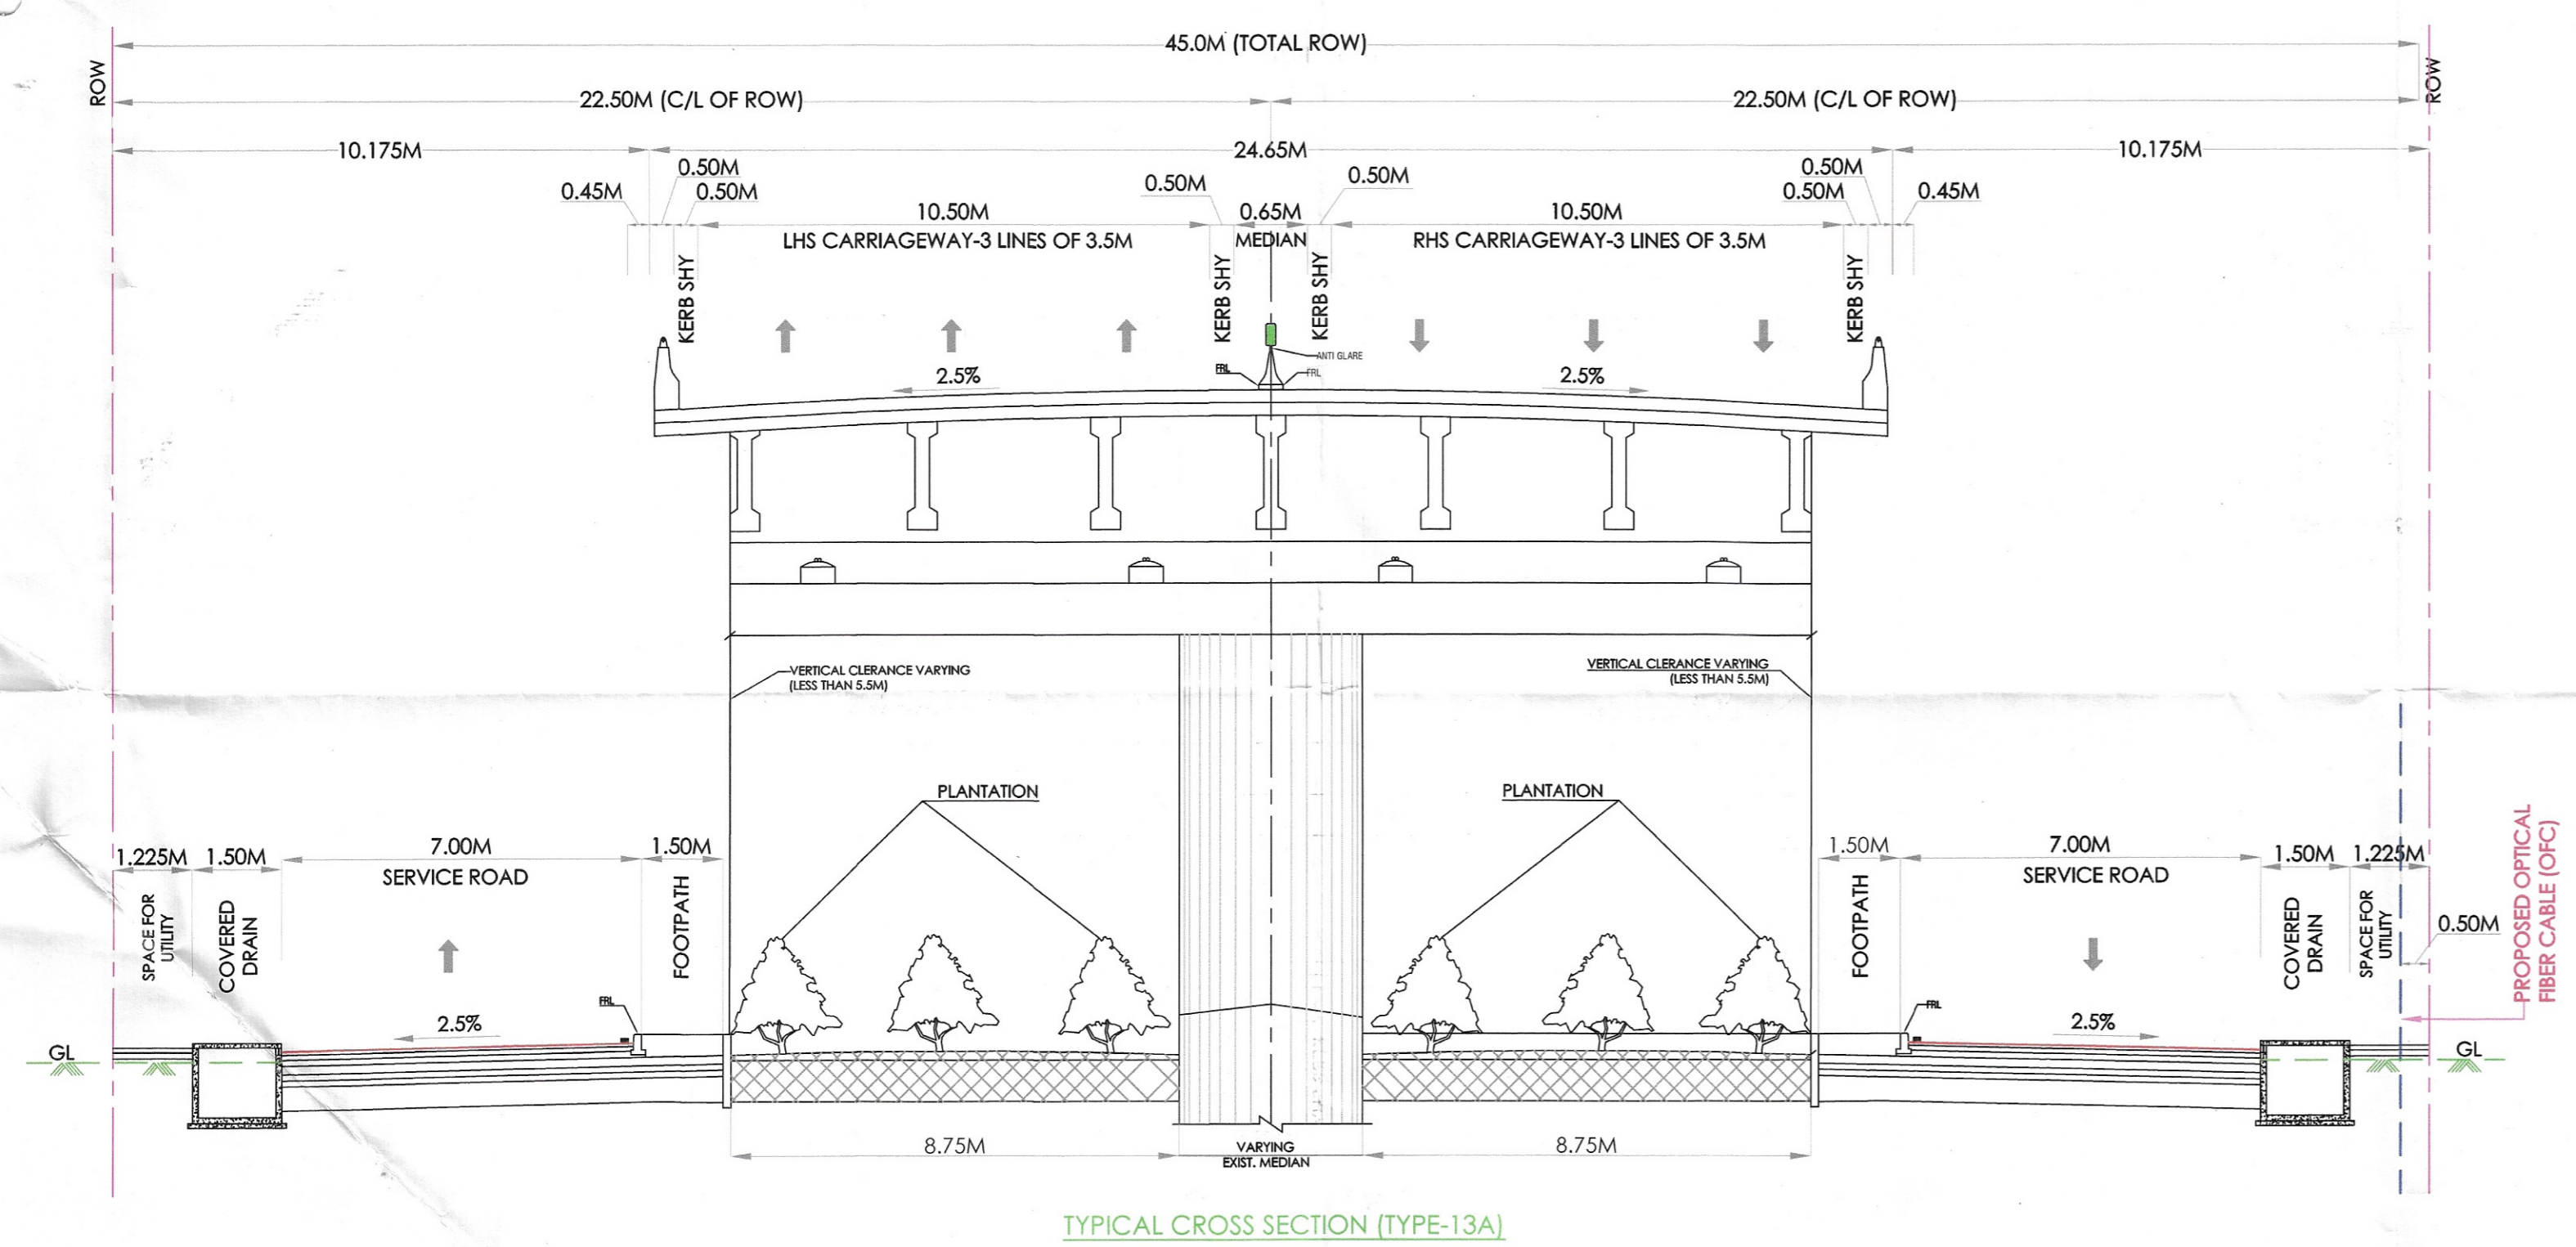 45.0M (TOTAL ROW)
ROW
ROW
22.50M (C/L OF ROW)
22.50M (C/L OF ROW)
10.175M
24.65M
10.175M
0.45M
0.50M
0.50M
10.50M
LHS CARRIAGEWAY-3 LINES OF 3.5M
0.50M
0.65M
MEDIAN
0.50M
10.50M
RHS CARRIAGEWAY-3 LINES OF 3.5M
0.50M
0.50M
0.45M
KERB SHY
KERB SHY
KERB SHY
KERB SHY
ANTI GLARE
FRL
FRL
2.5%
2.5%
VERTICAL CLERANCE VARYING
(LESS THAN 5.5M)
VERTICAL CLERANCE VARYING
(LESS THAN 5.5M)
PLANTATION
PLANTATION
1.225M
1.50M
7.00M
1.50M
SERVICE ROAD
SPACE FOR
UTILITY
COVERED
DRAIN
FOOTPATH
1.50M
7.00M
1.50M
1.225M
SERVICE ROAD
FOOTPATH
COVERED
DRAIN
SPACE FOR
UTILITY
0.50M
PROPOSED OPTICAL
FIBER CABLE (OFC)
FRL
FRL
2.5%
2.5%
GL
GL
8.75M
VARYING
EXIST. MEDIAN
8.75M
TYPICAL CROSS SECTION (TYPE-13A)